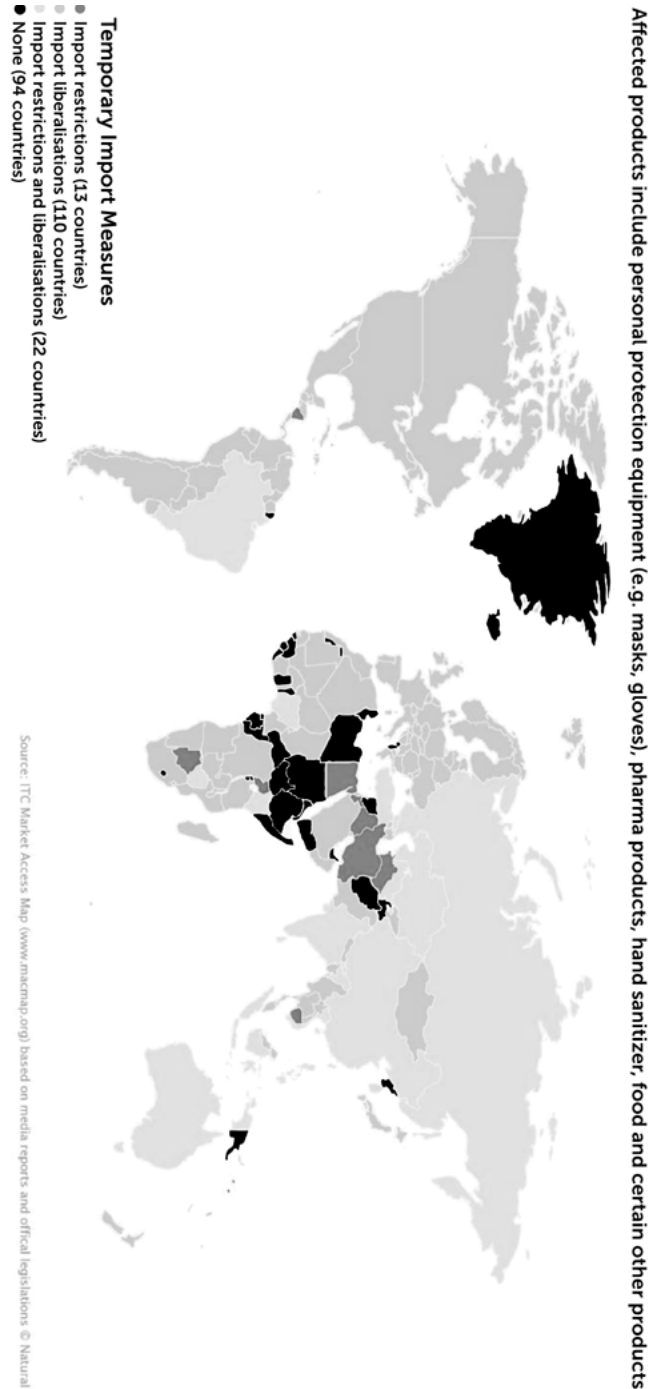 Affected products include personal protection equipment (e.g. masks, gloves), pharma products, hand sanitizer, food and certain other products
Temporary Import Measures
Import restrictions (13 countries)
Import liberalisations (110 countries)
Import restrictions and liberalisations (22 countries)
None (94 countries)
Source: ITC Market Access Map (www.macmap.org) based on media reports and offical legislations © Natural